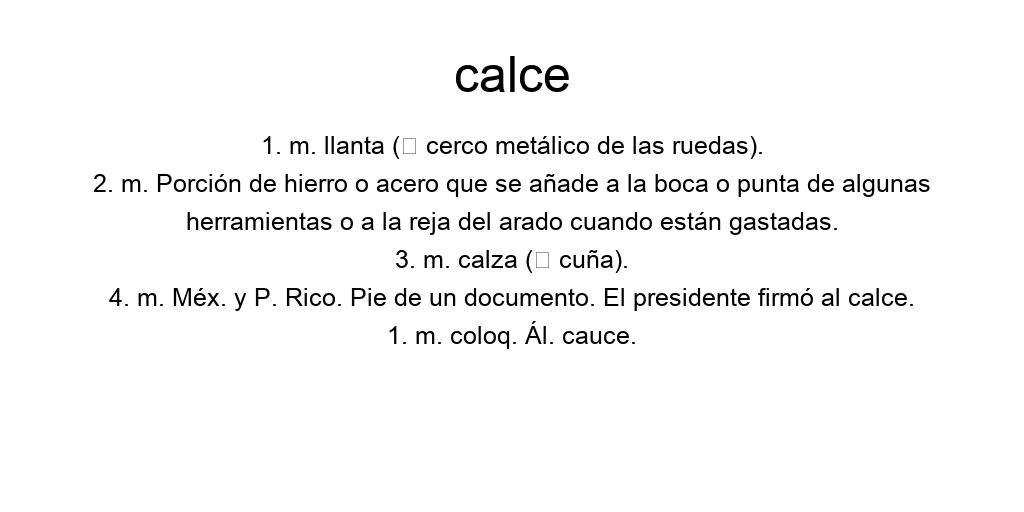 calce
1. m. llanta (□ cerco metálico de las ruedas).
2. m. Porción de hierro o acero que se añade a la boca o punta de algunas
herramientas o a la reja del arado cuando están gastadas.
3. m. calza (□ cuña).
4. m. Méx. y P. Rico. Pie de un documento. El presidente firmó al calce.
1. m. coloq. Ál. cauce.